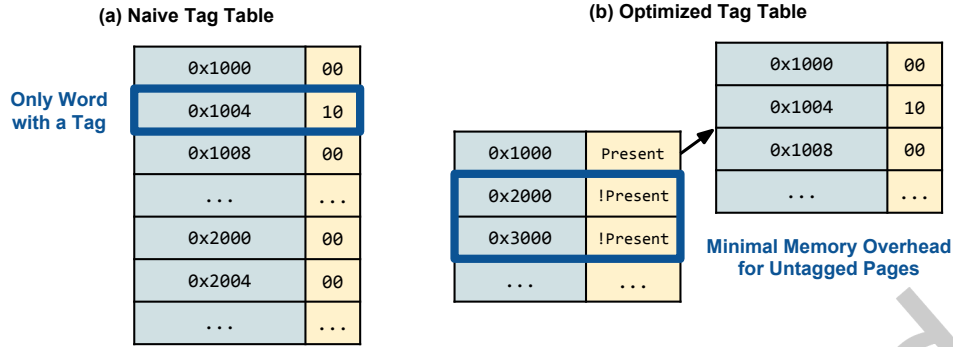 (a) Naive Tag Table
Only Word
with a Tag
0x1000 00
0x1004 10
0x1008 00
... ...
0x2000 00
0x2004 00
... ...
(b) Optimized Tag Table
0x1000 Present
0x2000 !Present
0x3000 !Present
... ...
0x1000 00
0x1004 10
0x1008 00
... ...
Minimal Memory Overhead
for Untagged Pages